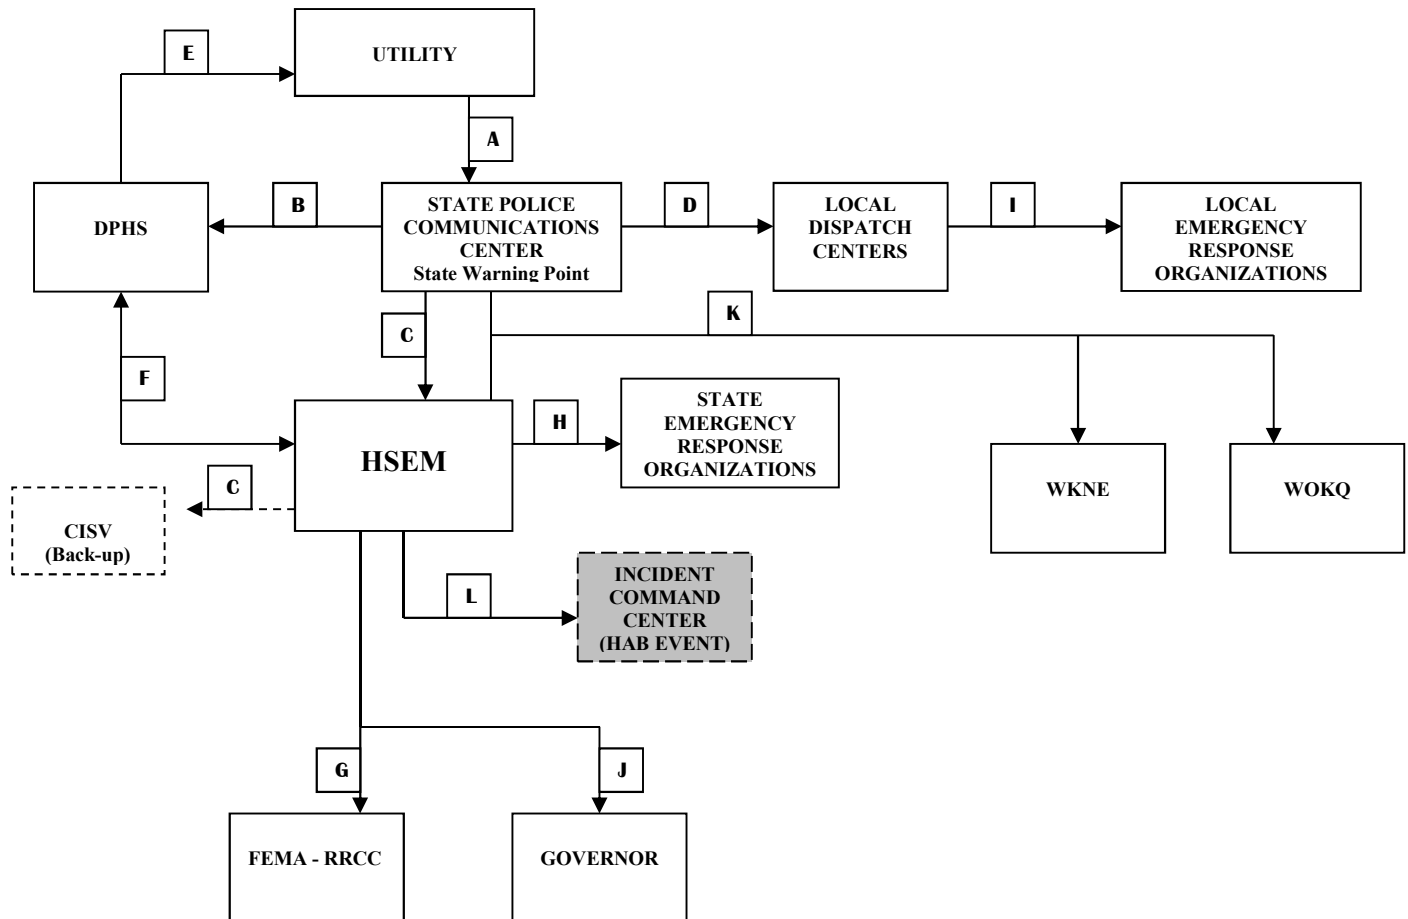 E
UTILITY
A
DPHS
B
STATE POLICE
COMMUNICATIONS
CENTER
State Warning Point
D
LOCAL
DISPATCH
CENTERS
I
LOCAL
EMERGENCY
RESPONSE
ORGANIZATIONS
C
K
F
HSEM
H
STATE
EMERGENCY
RESPONSE
ORGANIZATIONS
WKNE
WOKQ
C
CISV
(Back-up)
L
INCIDENT
COMMAND
CENTER
(HAB EVENT)
G
J
FEMA - RRCC
GOVERNOR